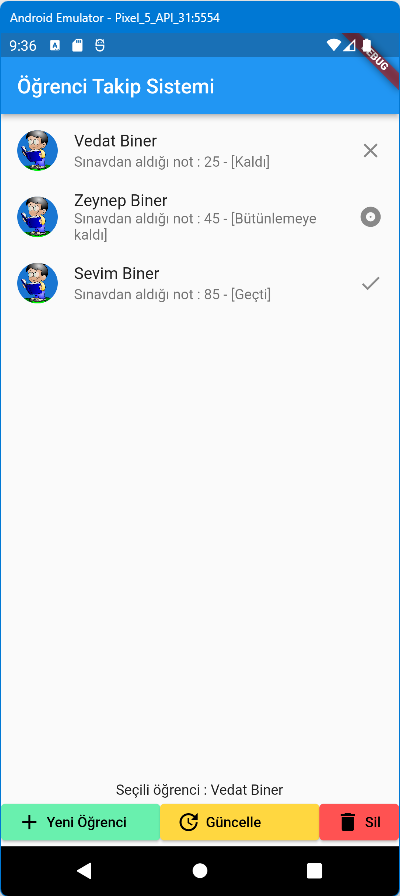 Android Emulator - Pixel_5_API_31:5554
9:36
DEBUG
Öğrenci Takip Sistemi
Vedat Biner
Sınavdan aldığı not : 25 - [Kaldı]
Zeynep Biner
Sınavdan aldığı not : 45 - [Bütünlemeye
kaldı]
Sevim Biner
Sınavdan aldığı not : 85 - [Geçti]
Seçili öğrenci : Vedat Biner
Yeni Öğrenci Güncelle Sil